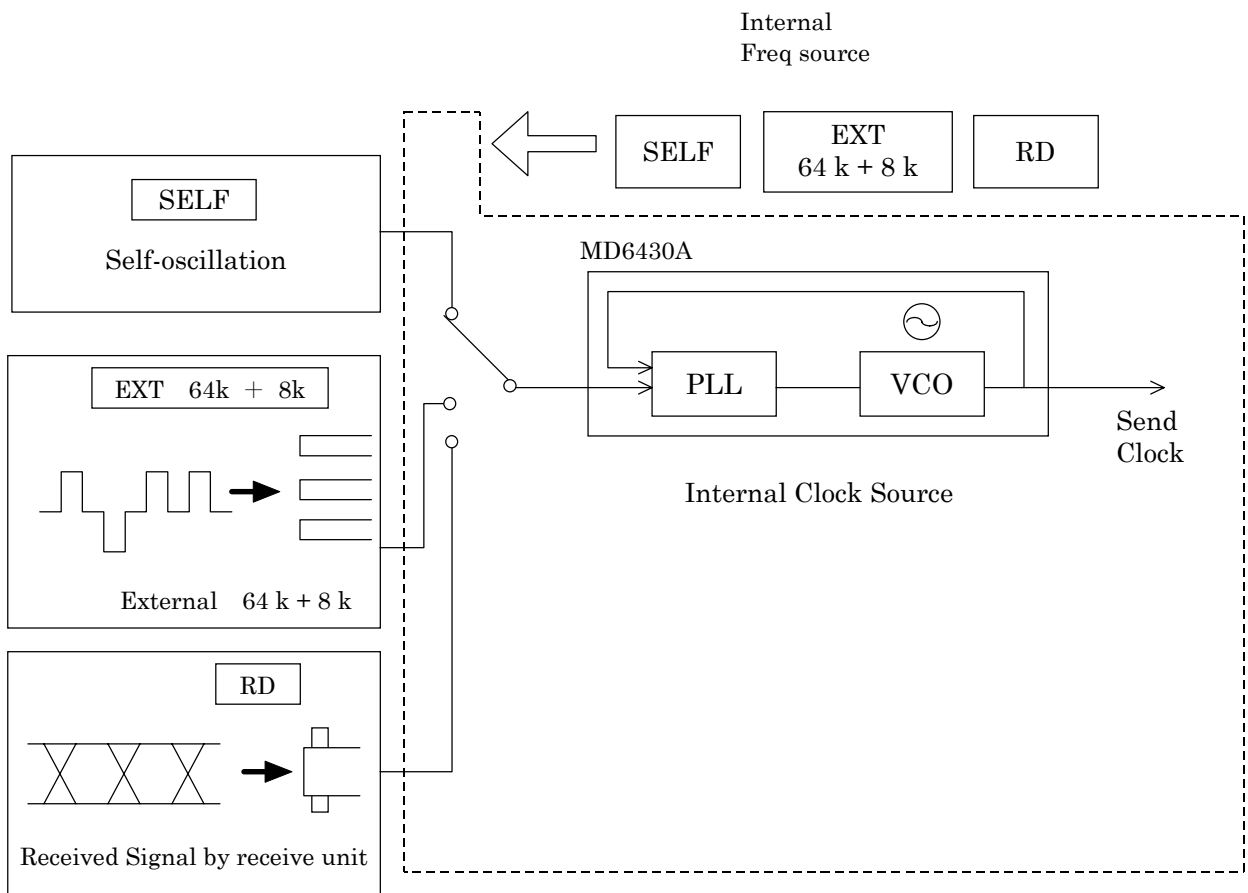 Internal
Freq source
SELF
EXT
64 k + 8 k
RD
SELF
Self-oscillation
MD6430A
PLL
VCO
Send
Clock
Internal Clock Source
EXT 64k + 8k
External 64 k + 8 k
RD
Received Signal by receive unit